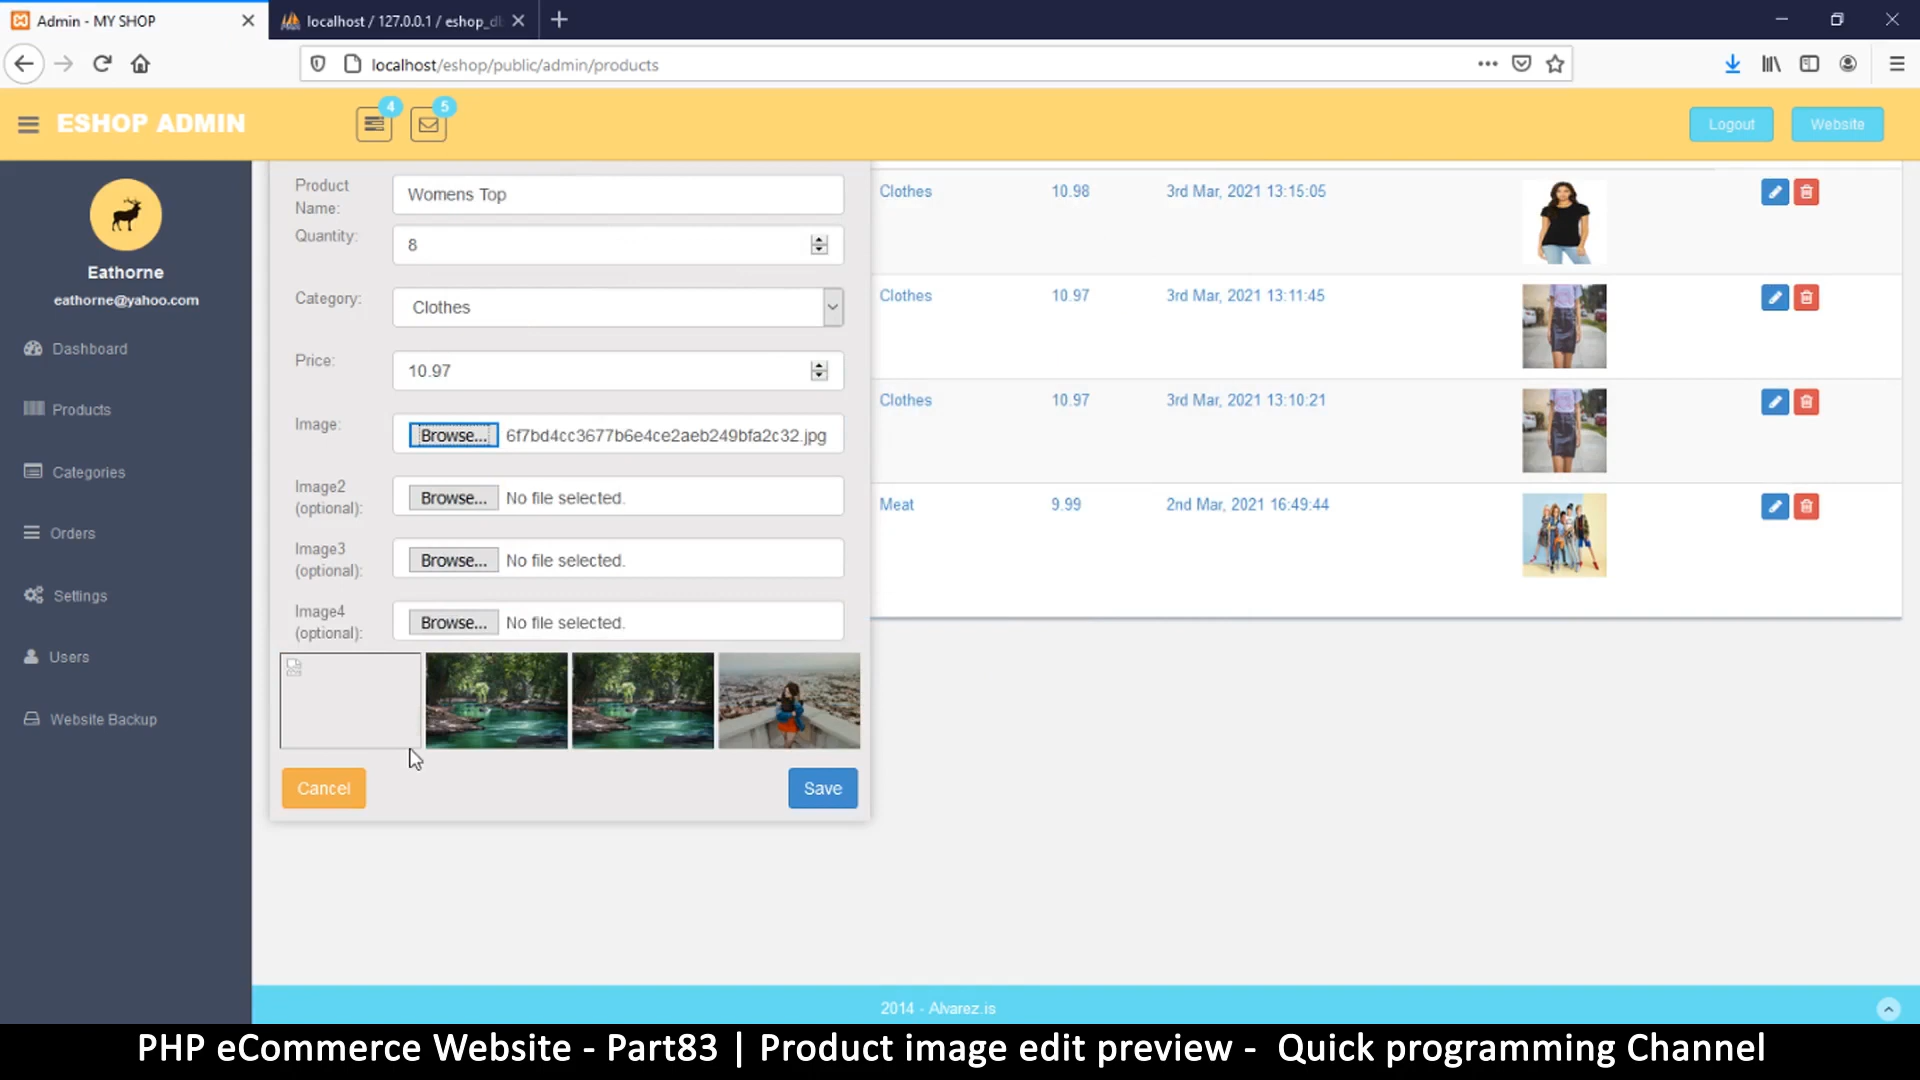 Admin - MY SHOP
localhost / 127.0.0.1 / eshop_d
localhost/eshop/public/admin/products
ESHOP ADMIN
4
5
Logout
Website
Eathorne
eathorne@yahoo.com
Dashboard
Products
Categories
Orders
Settings
Users
Website Backup
Product Name:
Womens Top
Quantity:
8
Category:
Clothes
Price:
10.97
Image:
Browse... 6f7bd4cc3677b6e4ce2aeb249bfa2c32.jpg
Image2 (optional):
Browse... No file selected.
Image3 (optional):
Browse... No file selected.
Image4 (optional):
Browse... No file selected.
Cancel
Save
Clothes 10.98 3rd Mar, 2021 13:15:05
Clothes 10.97 3rd Mar, 2021 13:11:45
Clothes 10.97 3rd Mar, 2021 13:10:21
Meat 9.99 2nd Mar, 2021 16:49:44
2014 - Alvarez.is
PHP eCommerce Website - Part83 | Product image edit preview - Quick programming Channel